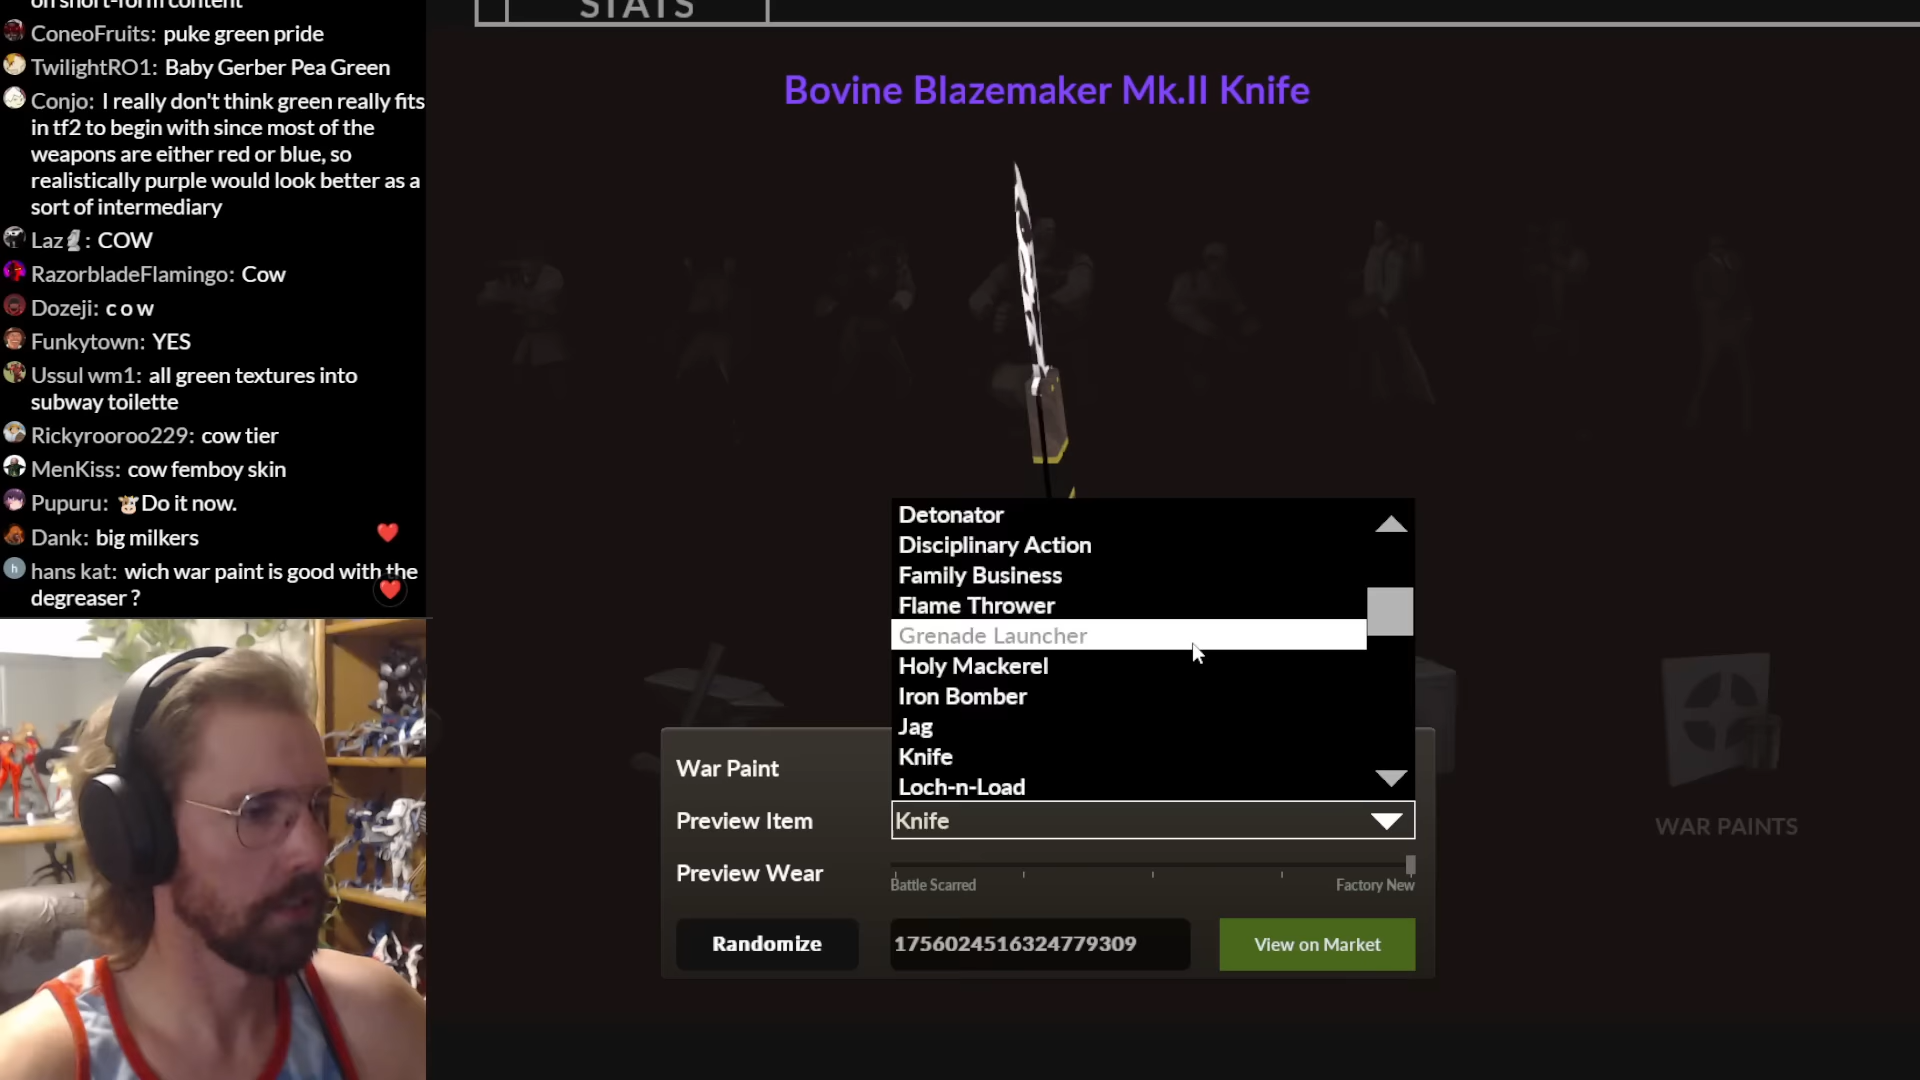 on short-form content
ConeoFruits: puke green pride
TwilightRO1: Baby Gerber Pea Green
Conjo: I really don't think green really fits
in tf2 to begin with since most of the
weapons are either red or blue, so
realistically purple would look better as a
sort of intermediary
Laz🗿: COW
RazorbladeFlamingo: Cow
Dozeji: c o w
Funkytown: YES
Ussul wm1: all green textures into
subway toilette
Rickyrooroo229: cow tier
MenKiss: cow femboy skin
Pupuru: 🐮Do it now.
Dank: big milkers
h hans kat: wich war paint is good with the
degreaser ?
STATS
Bovine Blazemaker Mk.II Knife
Detonator
Disciplinary Action
Family Business
Flame Thrower
Grenade Launcher
Holy Mackerel
Iron Bomber
Jag
Knife
Loch-n-Load
War Paint
Preview Item
Knife
Preview Wear
Battle Scarred
Factory New
Randomize
1756024516324779309
View on Market
WAR PAINTS